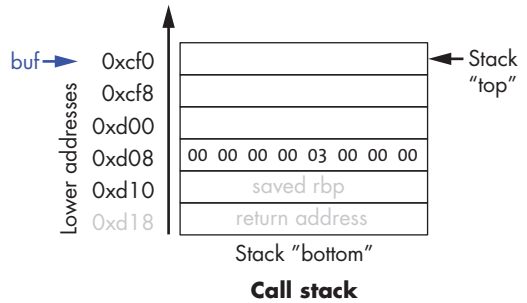 buf
0xcf0
Stack
"top"
0xcf8
0xd00
0xd08 00 00 00 00 03 00 00 00
0xd10 saved rbp
0xd18 return address
Lower addresses
Stack "bottom"
Call stack